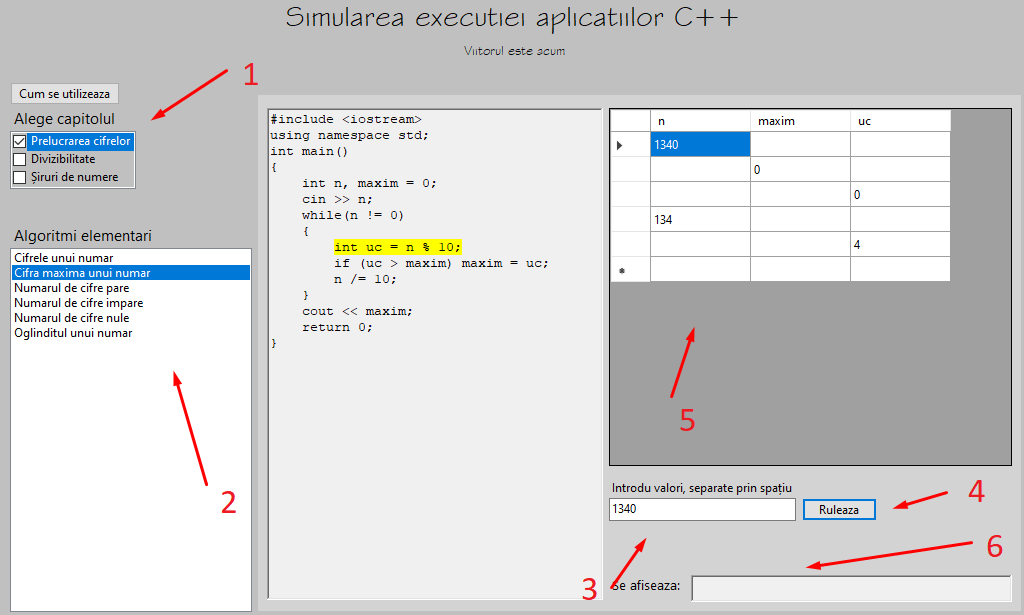 Simularea executiei aplicatiilor C++
Viitorul este acum
1
Cum se utilizeaza
Alege capitolul
Prelucrarea cifrelor
Divizibilitate
Șiruri de numere
Algoritmi elementari
Cifrele unui numar
Cifra maxima unui numar
Numarul de cifre pare
Numarul de cifre impare
Numarul de cifre nule
Oglinditul unui numar
2
#include <iostream>
using namespace std;
int main()
{
    int n, maxim = 0;
    cin >> n;
    while(n != 0)
    {
        int uc = n % 10;
        if (uc > maxim) maxim = uc;
        n /= 10;
    }
    cout << maxim;
    return 0;
}
n maxim uc
1340
0
0
134
4
5
Introdu valori, separate prin spațiu
1340 Ruleaza
4
3
6
Se afiseaza: